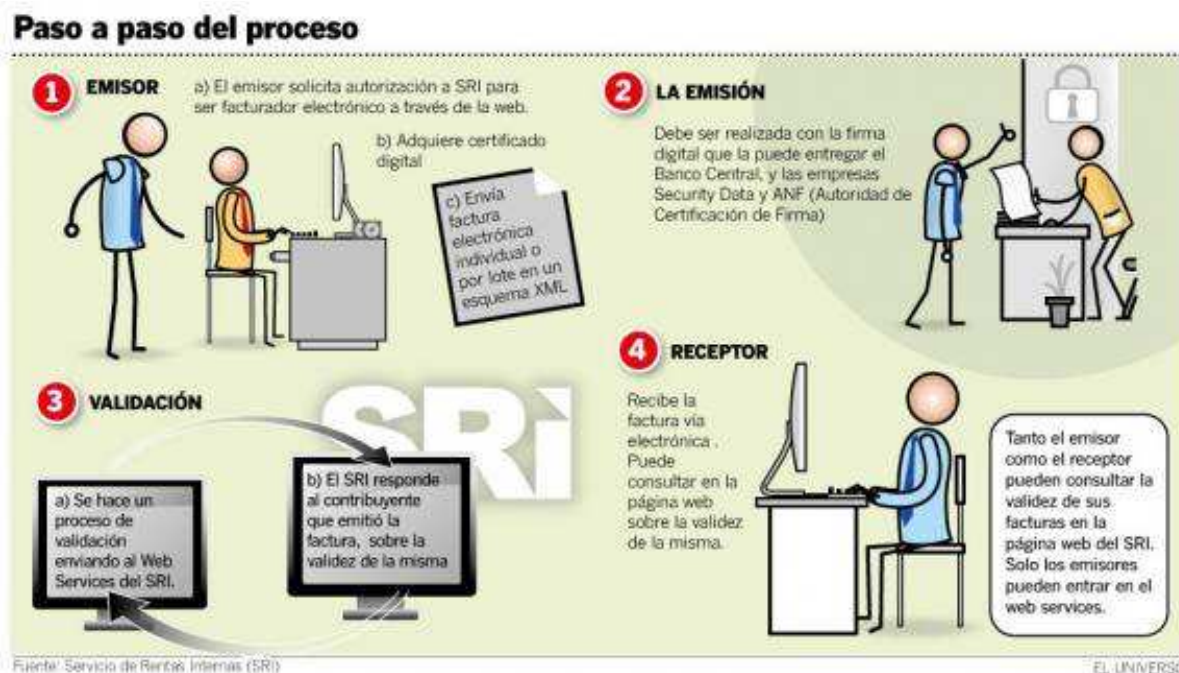 Paso a paso del proceso
1 EMISOR
a) El emisor solicita autorización a SRI para
ser facturador electrónico a través de la web.
b) Adquiere certificado
digital
c) Envía
factura
electrónica
individual o
por lote en un
esquema XML
2 LA EMISIÓN
Debe ser realizada con la firma
digital que la puede entregar el
Banco Central, y las empresas
Security Data y ANF (Autoridad de
Certificación de Firma)
3 VALIDACIÓN
SRi
a) Se hace un
proceso de
validación
enviando al Web
Services del SRI.
b) El SRI responde
al contribuyente
que emitió la
factura, sobre la
validez de la misma
4 RECEPTOR
Recibe la
factura vía
electrónica .
Puede
consultar en la
página web
sobre la validez
de la misma.
Tanto el emisor
como el receptor
pueden consultar la
validez de sus
facturas en la
página web del SRI.
Solo los emisores
pueden entrar en el
web services.
Fuente: Servicio de Rentas Internas (SRI)
EL UNIVERSO